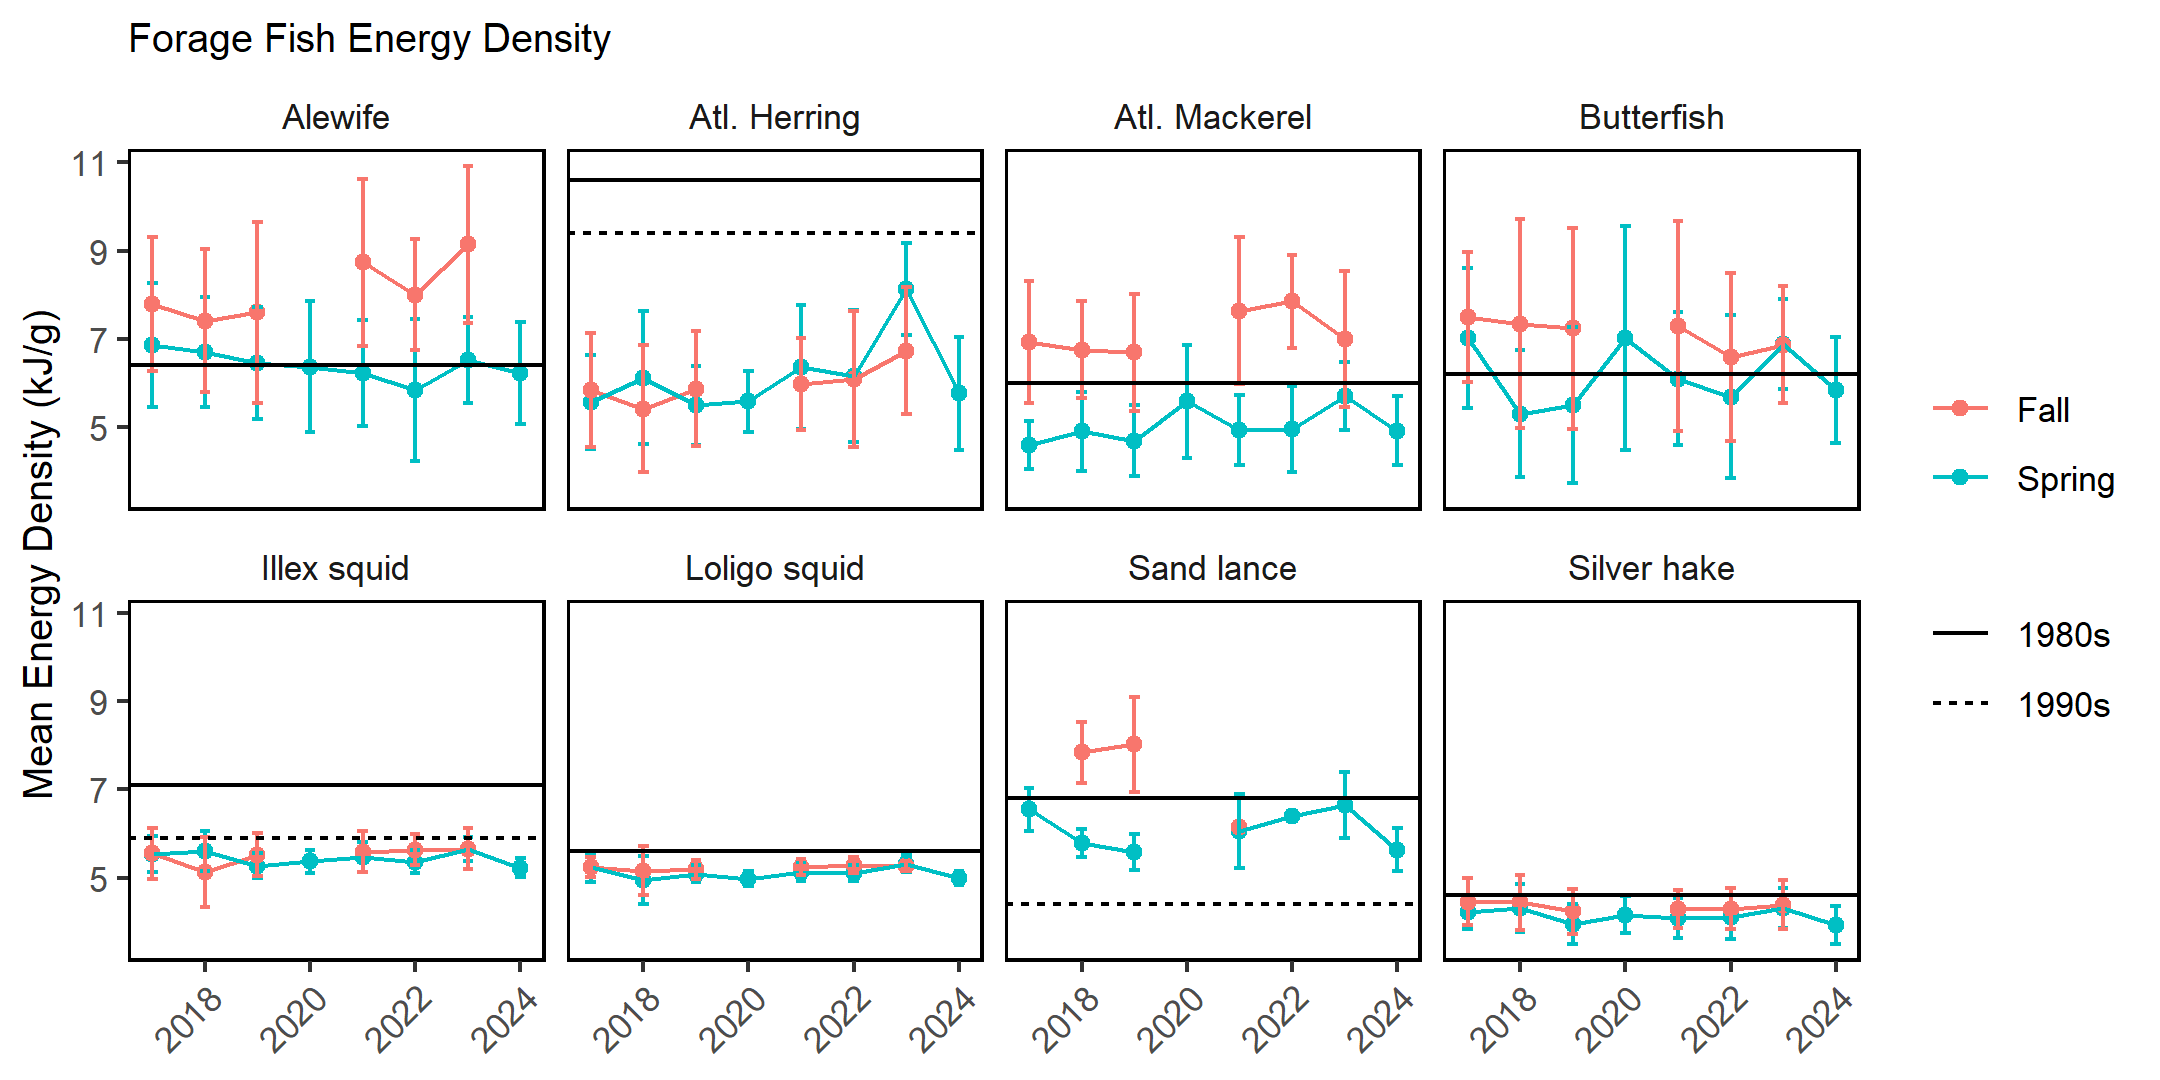 Forage Fish Energy Density
Alewife
Atl. Herring
Atl. Mackerel
Butterfish
11
9
7
5
Mean Energy Density (kJ/g)
Fall
Spring
Illex squid
Loligo squid
Sand lance
Silver hake
11
9
7
5
1980s
1990s
2018
2020
2022
2024
2018
2020
2022
2024
2018
2020
2022
2024
2018
2020
2022
2024